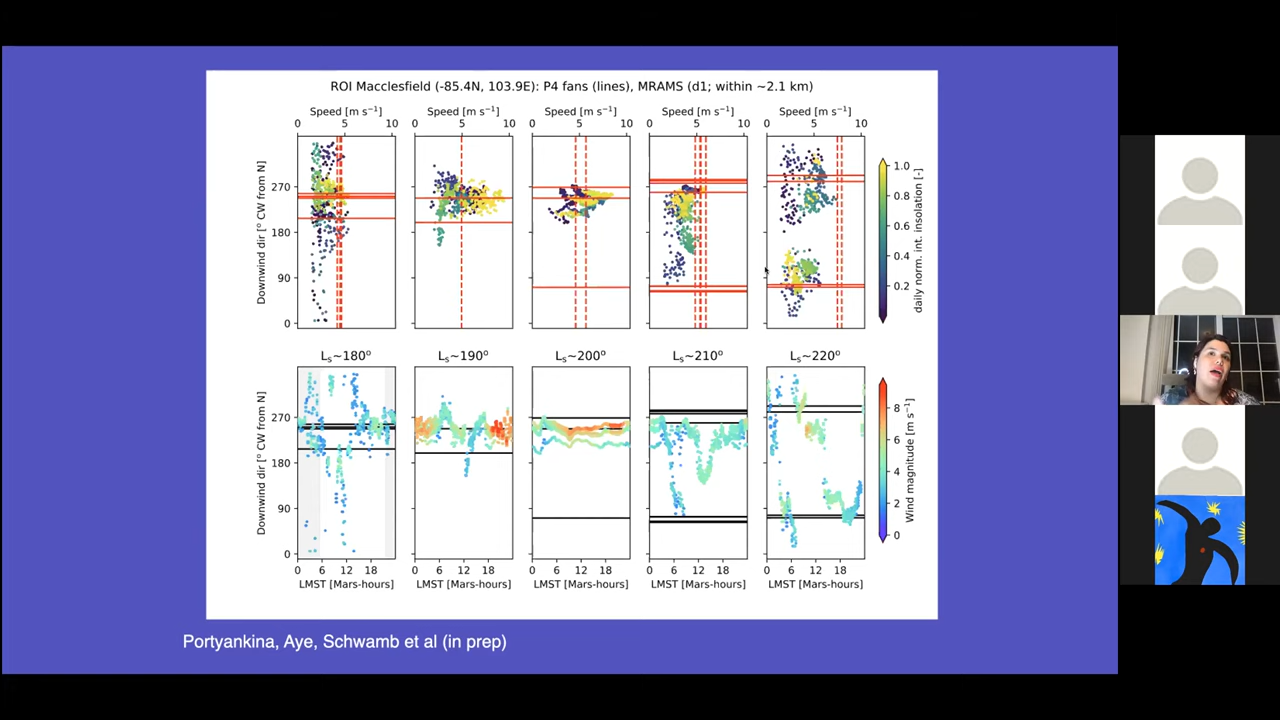 ROI Macclesfield (-85.4N, 103.9E): P4 fans (lines), MRAMS (d1; within ~2.1 km)
Speed [m s⁻¹] Speed [m s⁻¹] Speed [m s⁻¹] Speed [m s⁻¹] Speed [m s⁻¹]
0 5 10 0 5 10 0 5 10 0 5 10 0 5 10
Downwind dir [° CW from N]
270
180
90
0
1.0
0.8
0.6
0.4
0.2
daily norm. int. insolation [-]
Lₛ~180° Lₛ~190° Lₛ~200° Lₛ~210° Lₛ~220°
Downwind dir [° CW from N]
270
180
90
0
8
6
4
2
0
Wind magnitude [m s⁻¹]
0 6 12 18 0 6 12 18 0 6 12 18 0 6 12 18 0 6 12 18
LMST [Mars-hours] LMST [Mars-hours] LMST [Mars-hours] LMST [Mars-hours] LMST [Mars-hours]
Portyankina, Aye, Schwamb et al (in prep)